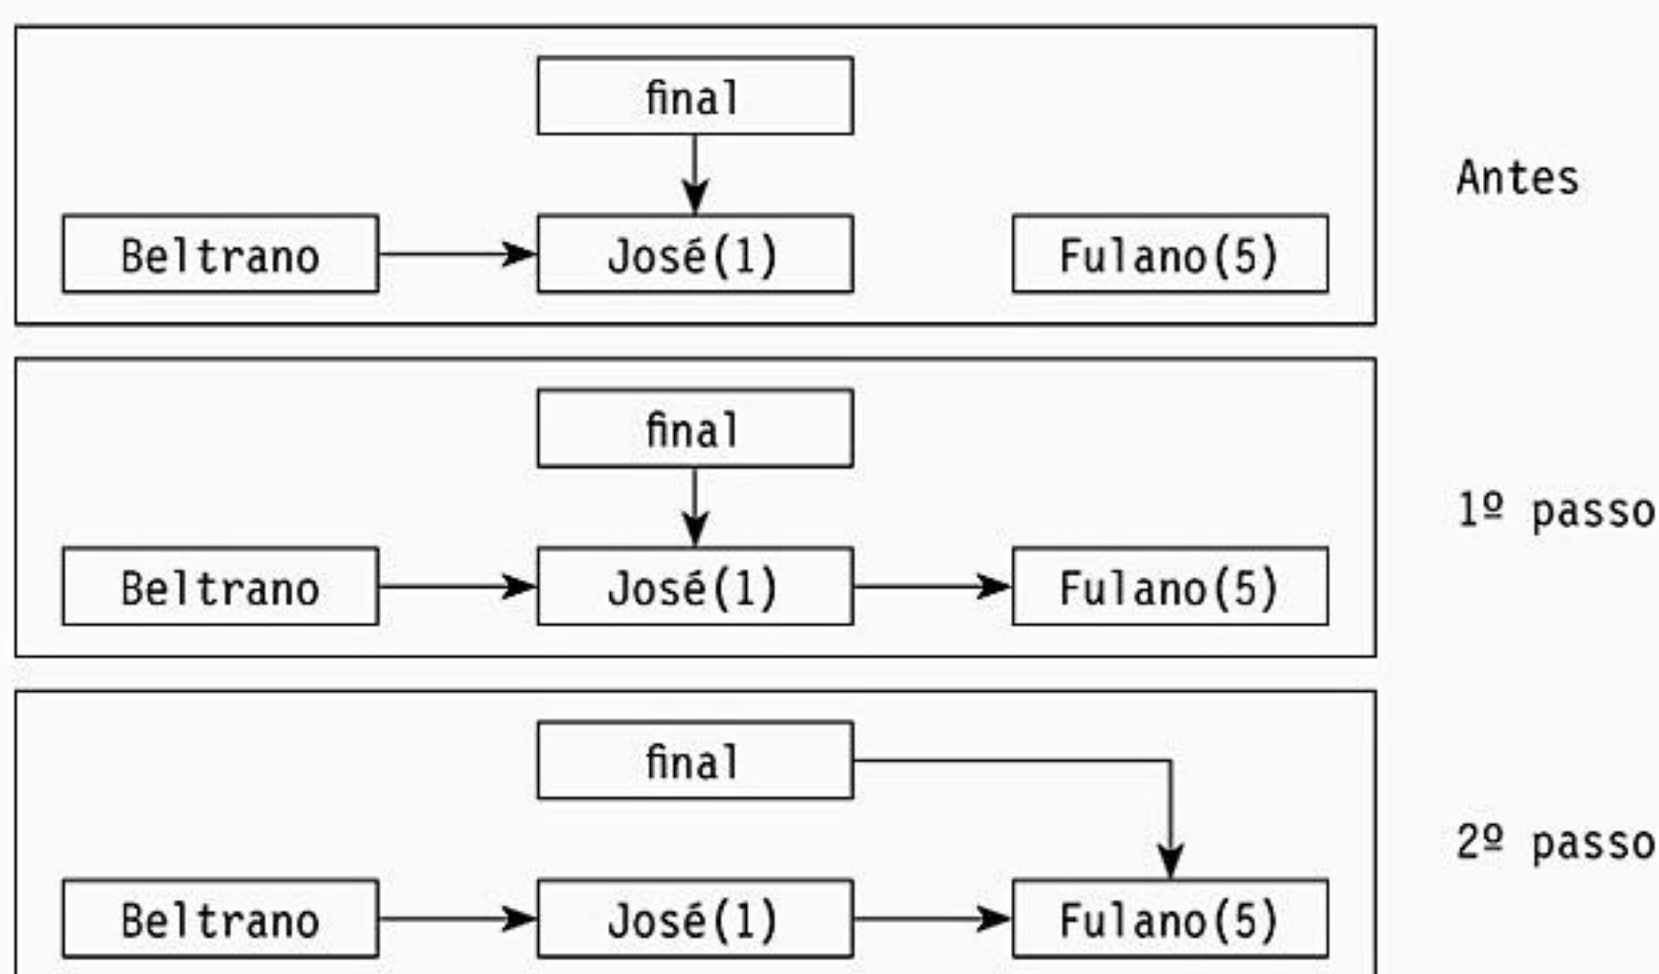 final
Antes
Beltrano José(1) Fulano(5)
final
1º passo
Beltrano José(1) Fulano(5)
final
2º passo
Beltrano José(1) Fulano(5)